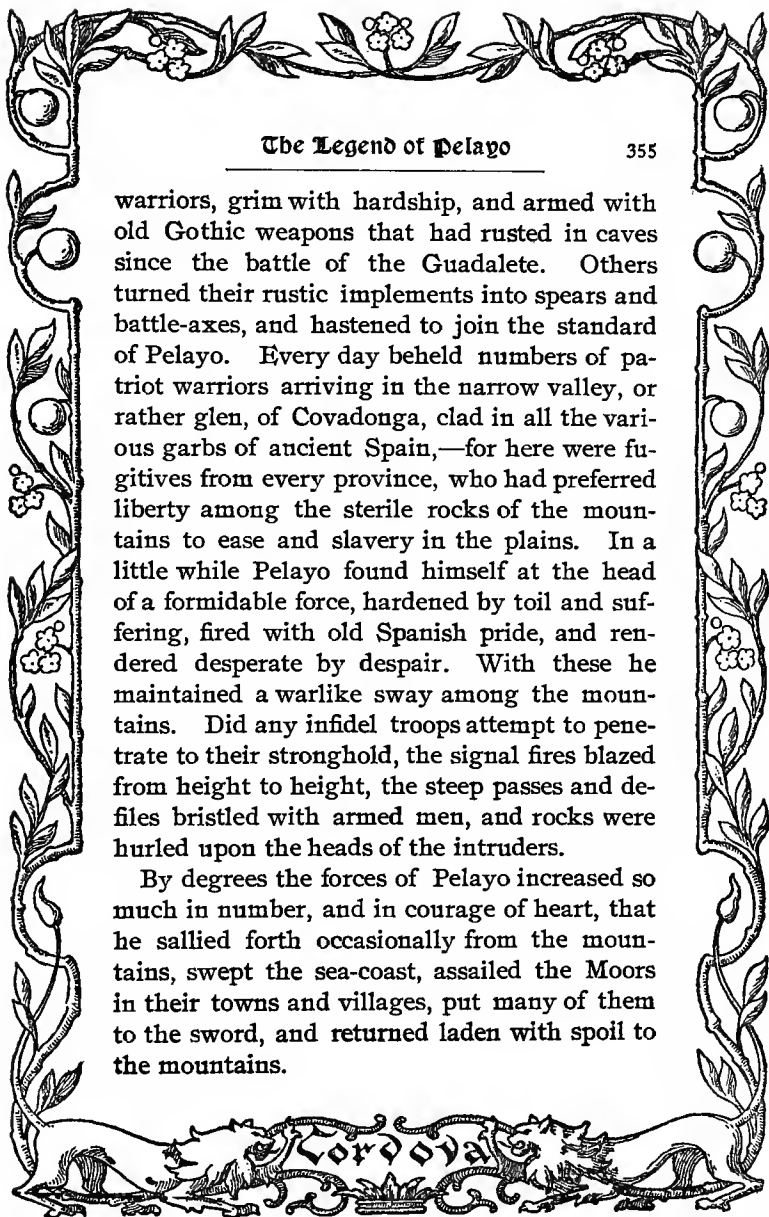 The Legend of Pelayo 355
warriors, grim with hardship, and armed with
old Gothic weapons that had rusted in caves
since the battle of the Guadalete. Others
turned their rustic implements into spears and
battle-axes, and hastened to join the standard
of Pelayo. Every day beheld numbers of pa-
triot warriors arriving in the narrow valley, or
rather glen, of Covadonga, clad in all the vari-
ous garbs of ancient Spain,—for here were fu-
gitives from every province, who had preferred
liberty among the sterile rocks of the moun-
tains to ease and slavery in the plains. In a
little while Pelayo found himself at the head
of a formidable force, hardened by toil and suf-
fering, fired with old Spanish pride, and ren-
dered desperate by despair. With these he
maintained a warlike sway among the moun-
tains. Did any infidel troops attempt to pene-
trate to their stronghold, the signal fires blazed
from height to height, the steep passes and de-
files bristled with armed men, and rocks were
hurled upon the heads of the intruders.
By degrees the forces of Pelayo increased so
much in number, and in courage of heart, that
he sallied forth occasionally from the moun-
tains, swept the sea-coast, assailed the Moors
in their towns and villages, put many of them
to the sword, and returned laden with spoil to
the mountains.
Cordova